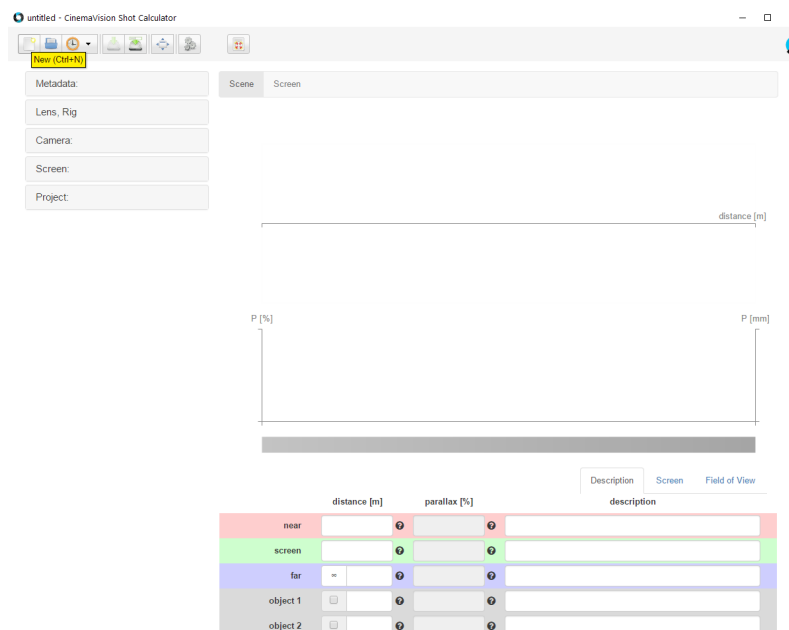 untitled - CinemaVision Shot Calculator
New (Ctrl+N)
Metadata:
Lens, Rig
Camera:
Screen:
Project:
Scene Screen
distance [m]
P [%] P [mm]
Description Screen Field of View
distance [m] parallax [%] description
near
screen
far ∞
object 1
object 2